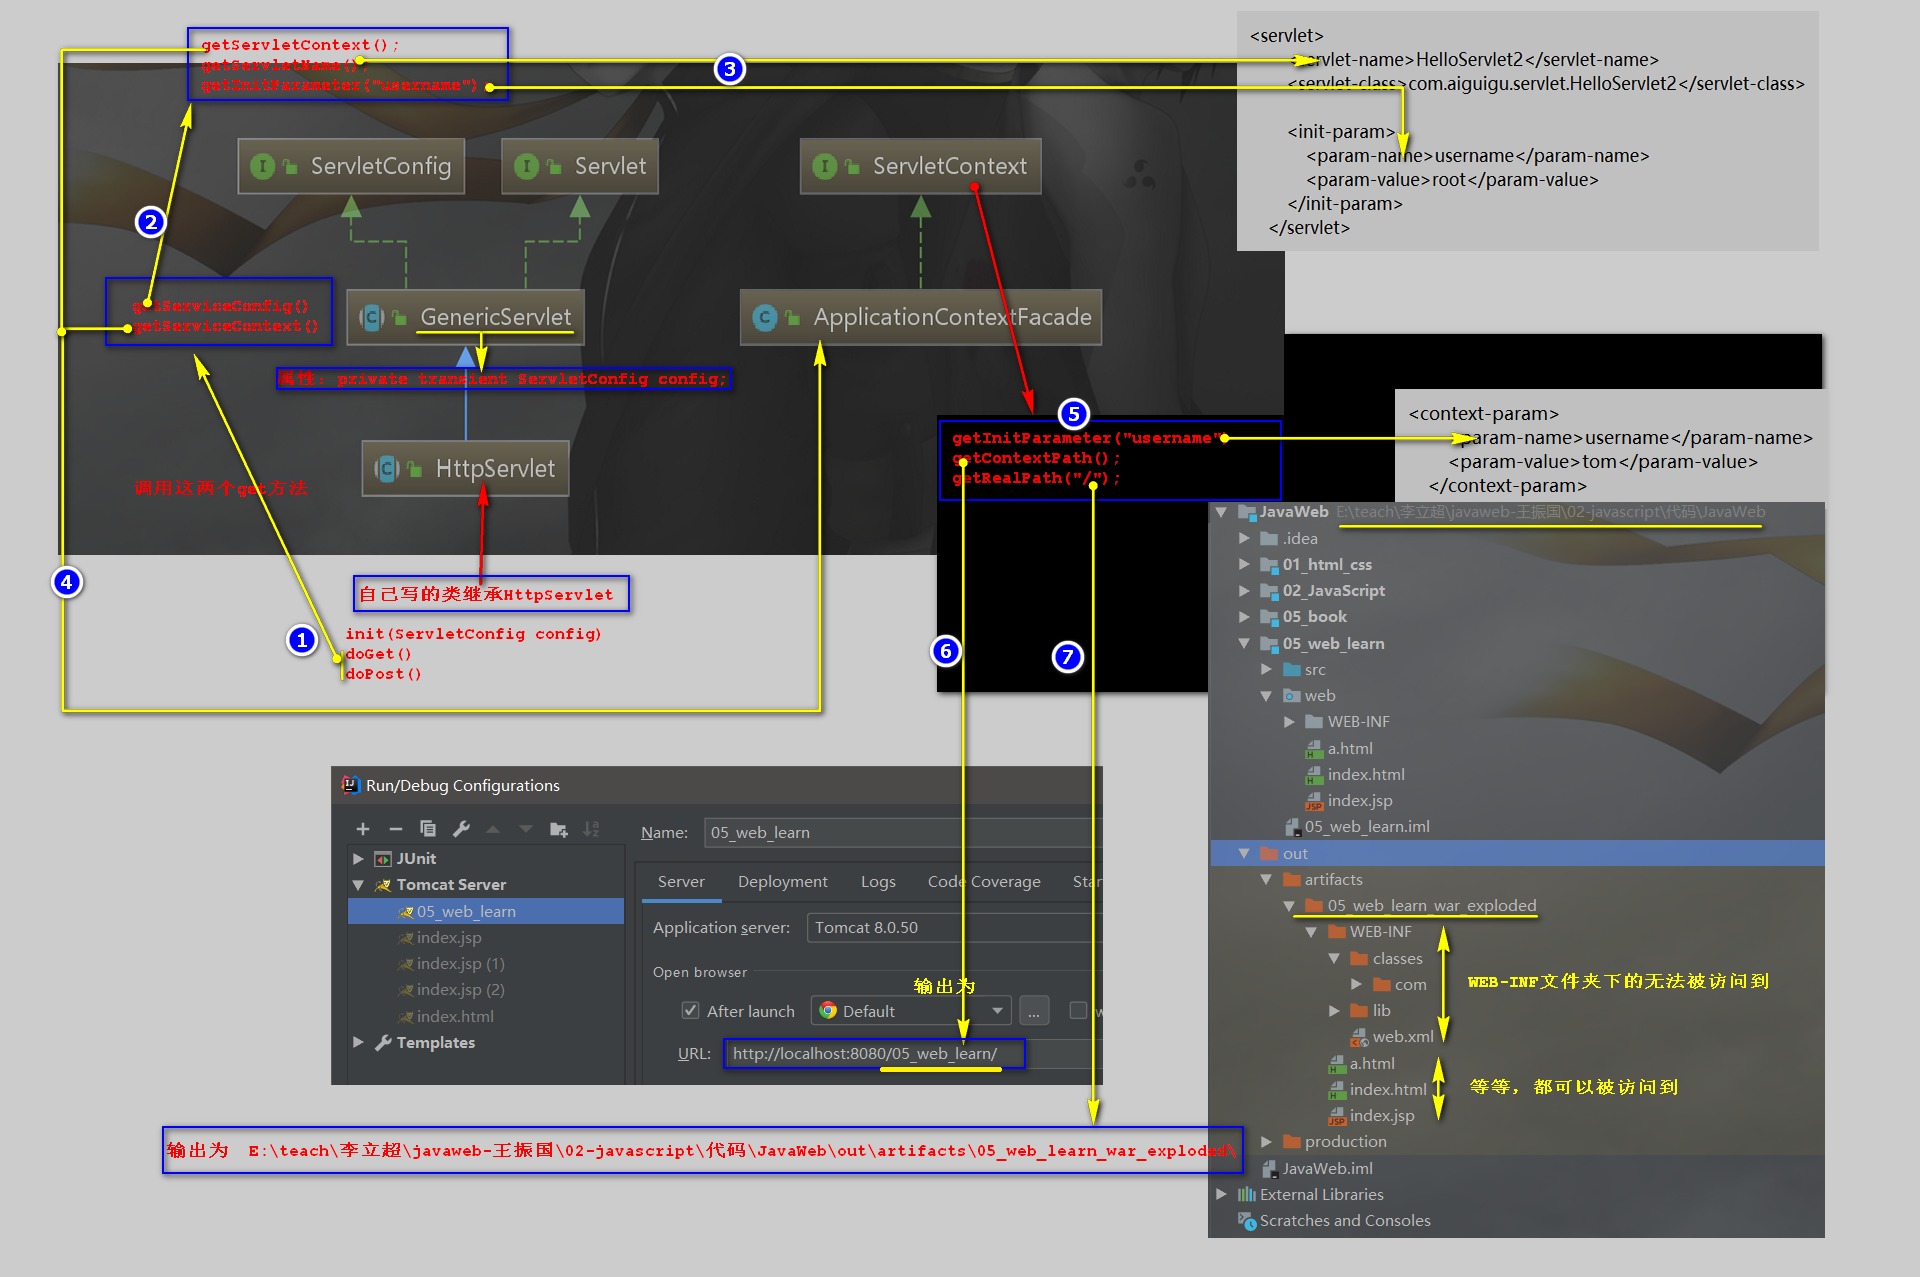 getServletContext();
getServletName();
getInitParameter("username");
3
<servlet>
<servlet-name>HelloServlet2</servlet-name>
<servlet-class>com.aiguigu.servlet.HelloServlet2</servlet-class>
<init-param>
<param-name>username</param-name>
<param-value>root</param-value>
</init-param>
</servlet>
I ServletConfig
I Servlet
I ServletContext
2
getServiceConfig()
getServiceContext()
C GenericServlet
C ApplicationContextFacade
属性: private transient ServletConfig config;
C HttpServlet
调用这两个get方法
5
getInitParameter("username"
getContextPath();
getRealPath("/");
<context-param>
param-name>username</param-name>
<param-value>tom</param-value>
</context-param>
4
自己写的类继承HttpServlet
1
init(ServletConfig config)
doGet()
doPost()
6
7
JavaWeb E:\teach\李立超\javaweb-王振国\02-javascript\代码\JavaWeb
.idea
01_html_css
02_JavaScript
05_book
05_web_learn
src
web
WEB-INF
a.html
index.html
index.jsp
05_web_learn.iml
out
artifacts
05_web_learn_war_exploded
WEB-INF
classes
com
lib
web.xml
a.html
index.html
index.jsp
production
JavaWeb.iml
External Libraries
Scratches and Consoles
WEB-INF文件夹下的无法被访问到
等等，都可以被访问到
Run/Debug Configurations
JUnit
Tomcat Server
05_web_learn
index.jsp
index.jsp (1)
index.jsp (2)
index.html
Templates
Name: 05_web_learn
Server Deployment Logs Code Coverage Star
Application server: Tomcat 8.0.50
Open browser
输出为
After launch Default ... w
URL: http://localhost:8080/05_web_learn/
输出为 E:\teach\李立超\javaweb-王振国\02-javascript\代码\JavaWeb\out\artifacts\05_web_learn_war_exploded\